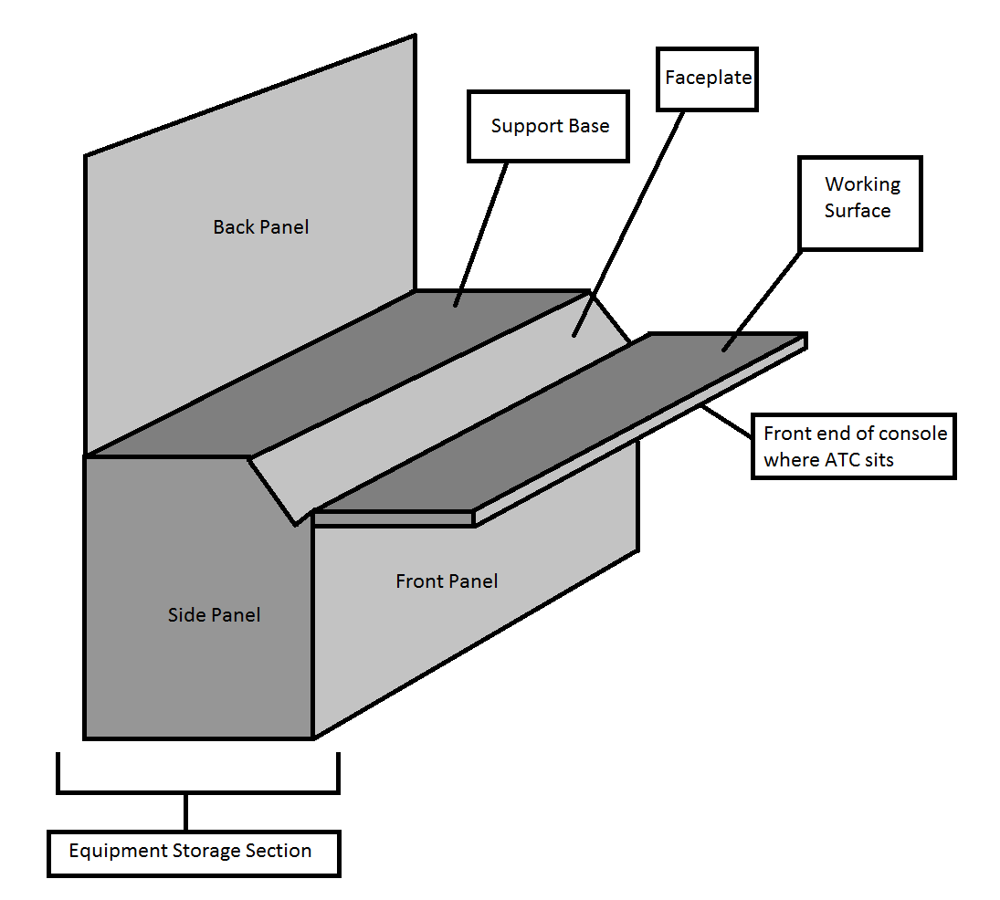 Faceplate
Support Base
Working
Surface
Back Panel
Front end of console
where ATC sits
Front Panel
Side Panel
Equipment Storage Section